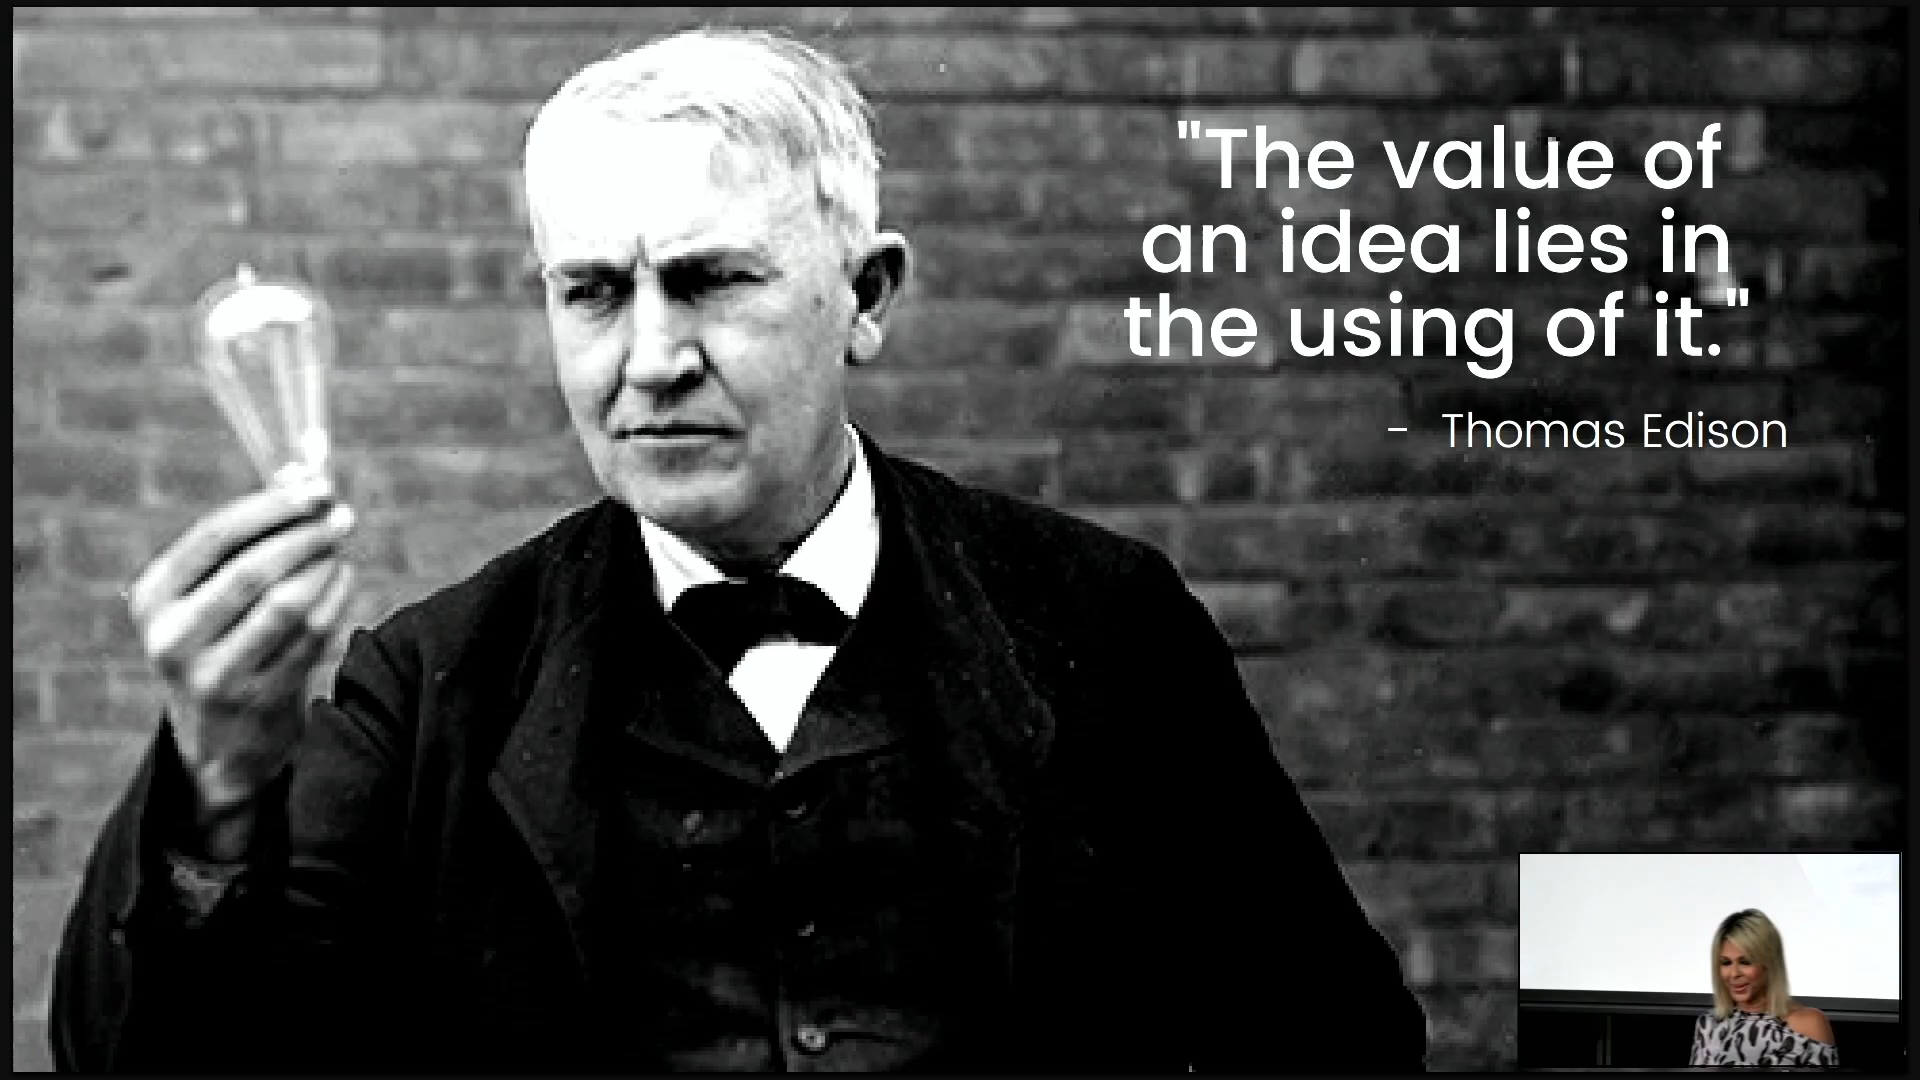 "The value of
an idea lies in
the using of it."
- Thomas Edison